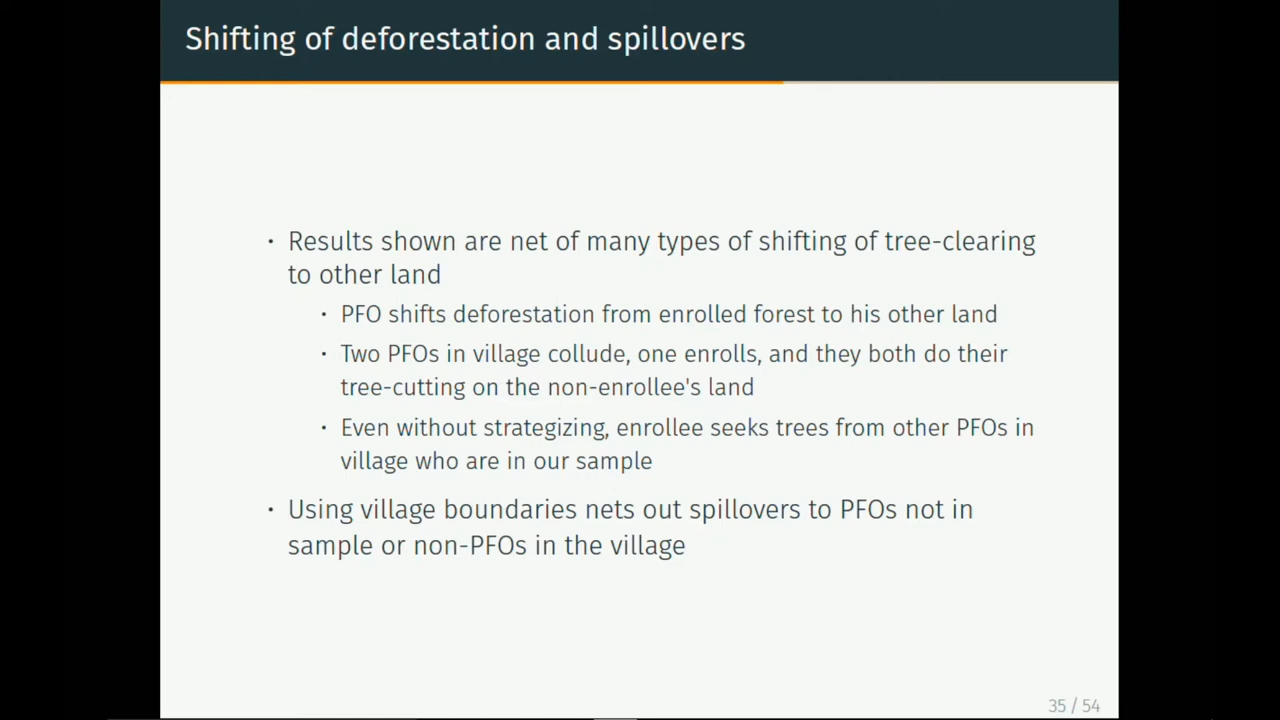 Shifting of deforestation and spillovers
• Results shown are net of many types of shifting of tree-clearing
to other land
• PFO shifts deforestation from enrolled forest to his other land
• Two PFOs in village collude, one enrolls, and they both do their
tree-cutting on the non-enrollee's land
• Even without strategizing, enrollee seeks trees from other PFOs in
village who are in our sample
• Using village boundaries nets out spillovers to PFOs not in
sample or non-PFOs in the village
35 / 54